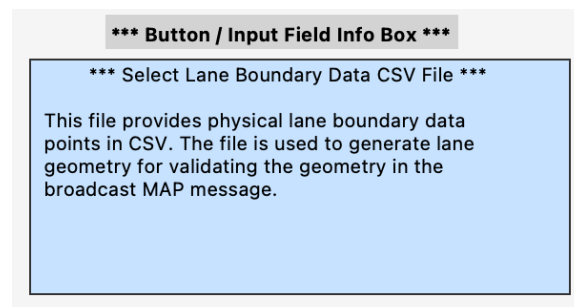 *** Button / Input Field Info Box ***
*** Select Lane Boundary Data CSV File ***
This file provides physical lane boundary data
points in CSV. The file is used to generate lane
geometry for validating the geometry in the
broadcast MAP message.